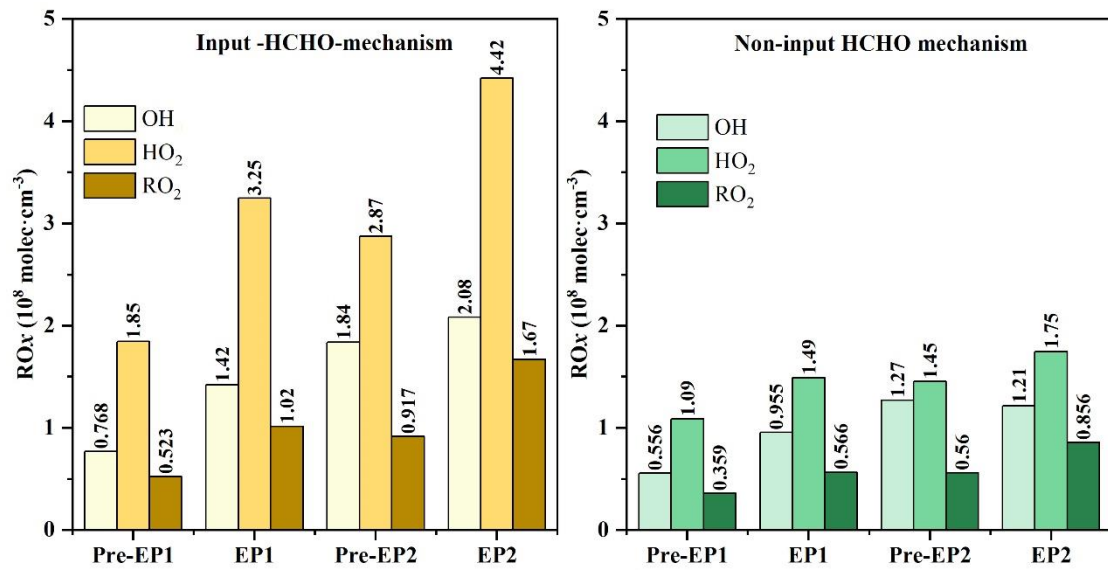 Input -HCHO-mechanism
OH
HO₂
RO₂
ROx (10⁸ molec·cm⁻³)
5
4
3
2
1
0
0.768
1.85
0.523
1.42
3.25
1.02
1.84
2.87
0.917
2.08
4.42
1.67
Pre-EP1
EP1
Pre-EP2
EP2
Non-input HCHO mechanism
OH
HO₂
RO₂
ROx (10⁸ molec·cm⁻³)
5
4
3
2
1
0
0.556
1.09
0.359
0.955
1.49
0.566
1.27
1.45
0.56
1.21
1.75
0.856
Pre-EP1
EP1
Pre-EP2
EP2